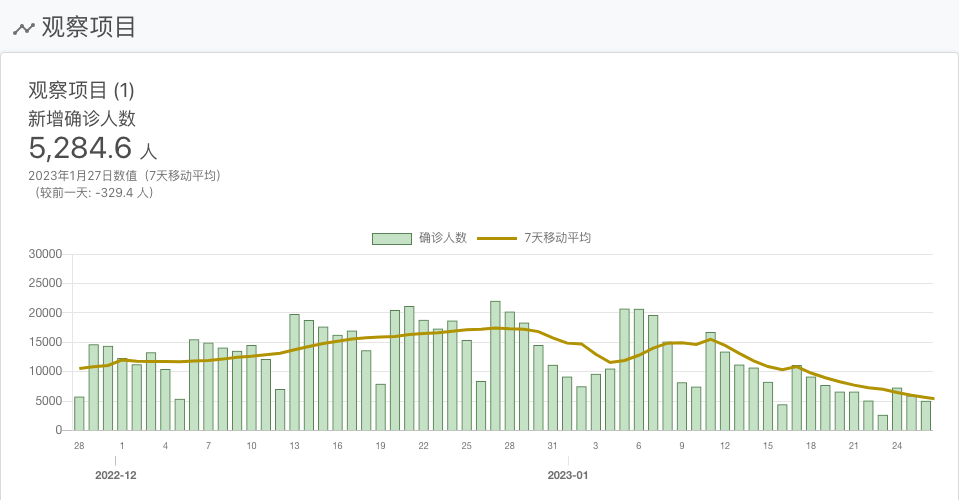 观察项目
观察项目 (1)
新增确诊人数
5,284.6 人
2023年1月27日数值（7天移动平均）
（较前一天: -329.4 人）
确诊人数 7天移动平均
30000
25000
20000
15000
10000
5000
0
28 1 4 7 10 13 16 19 22 25 28 31 3 6 9 12 15 18 21 24
2022-12 2023-01